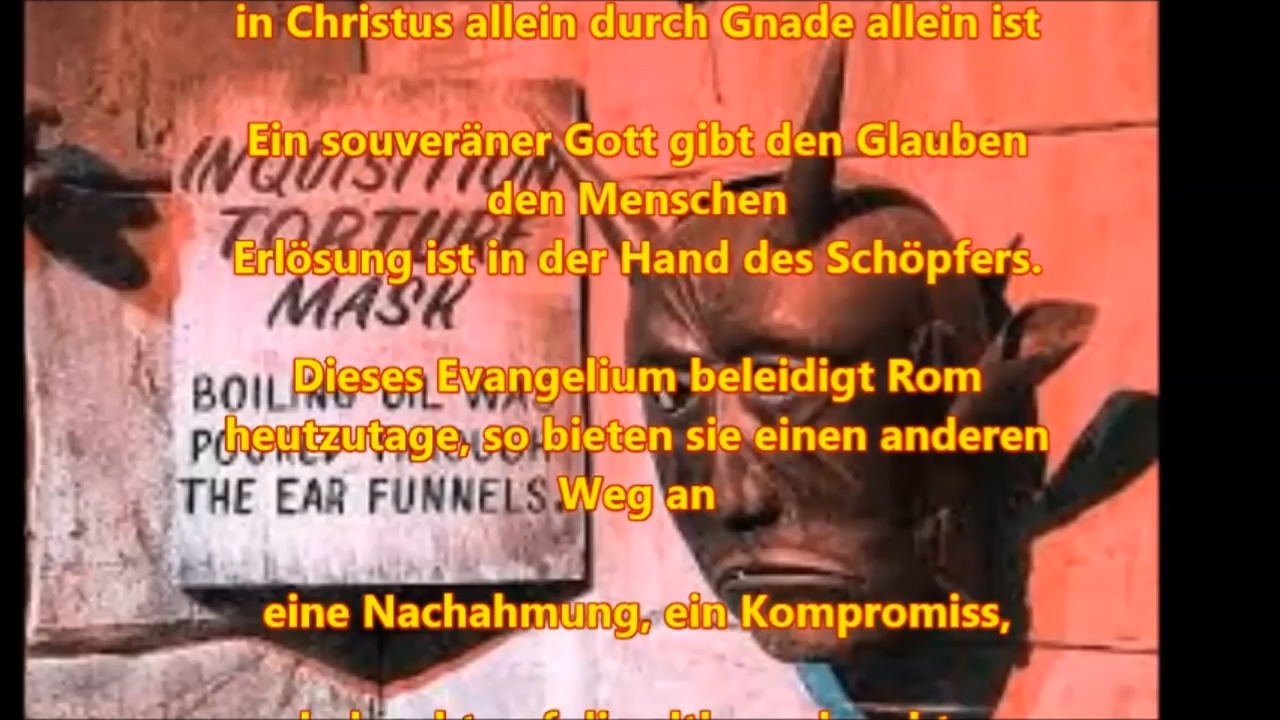 in Christus allein durch Gnade allein ist
Ein souveräner Gott gibt den Glauben
den Menschen
Erlösung ist in der Hand des Schöpfers.
Dieses Evangelium beleidigt Rom
heutzutage, so bieten sie einen anderen
Weg an
eine Nachahmung, ein Kompromiss,
INQUISITION
TORTURE
MASK
BOILING OIL WAS
POURED THROUGH
THE EAR FUNNELS.